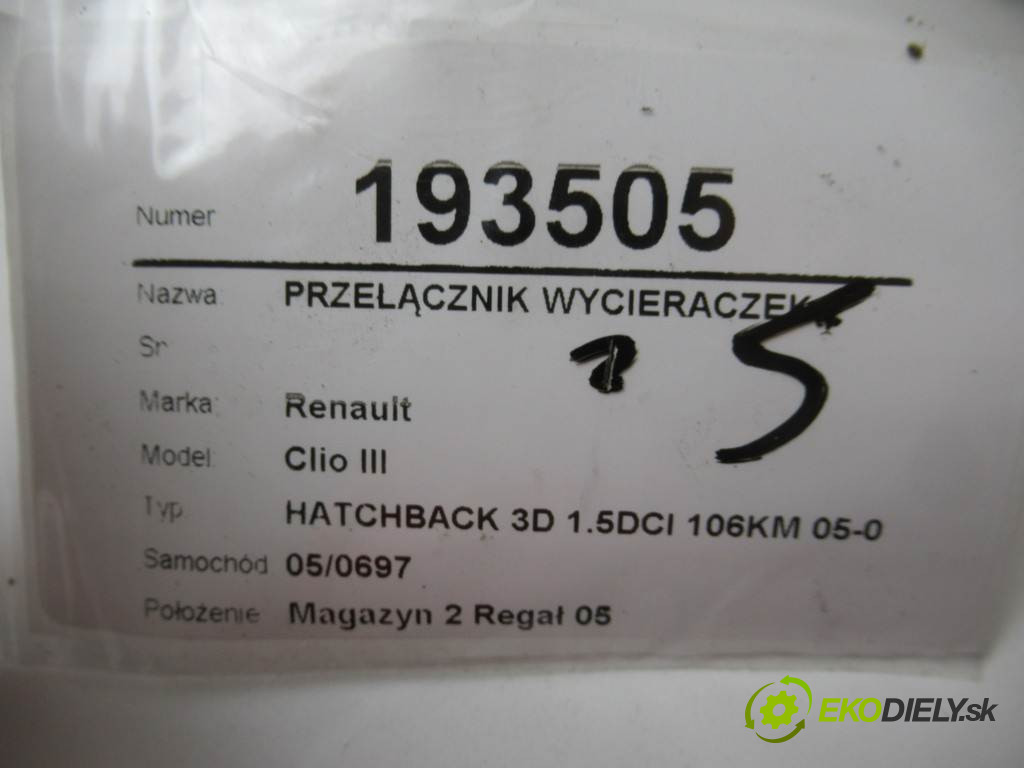 Numer 193505
Nazwa: PRZEŁĄCZNIK WYCIERACZEK
Sr
Marka: Renault
Model: Clio III
Typ HATCHBACK 3D 1.5DCI 106KM 05-0
Samochód 05/0697
Położenie Magazyn 2 Regał 05
5
EKODIELY.sk